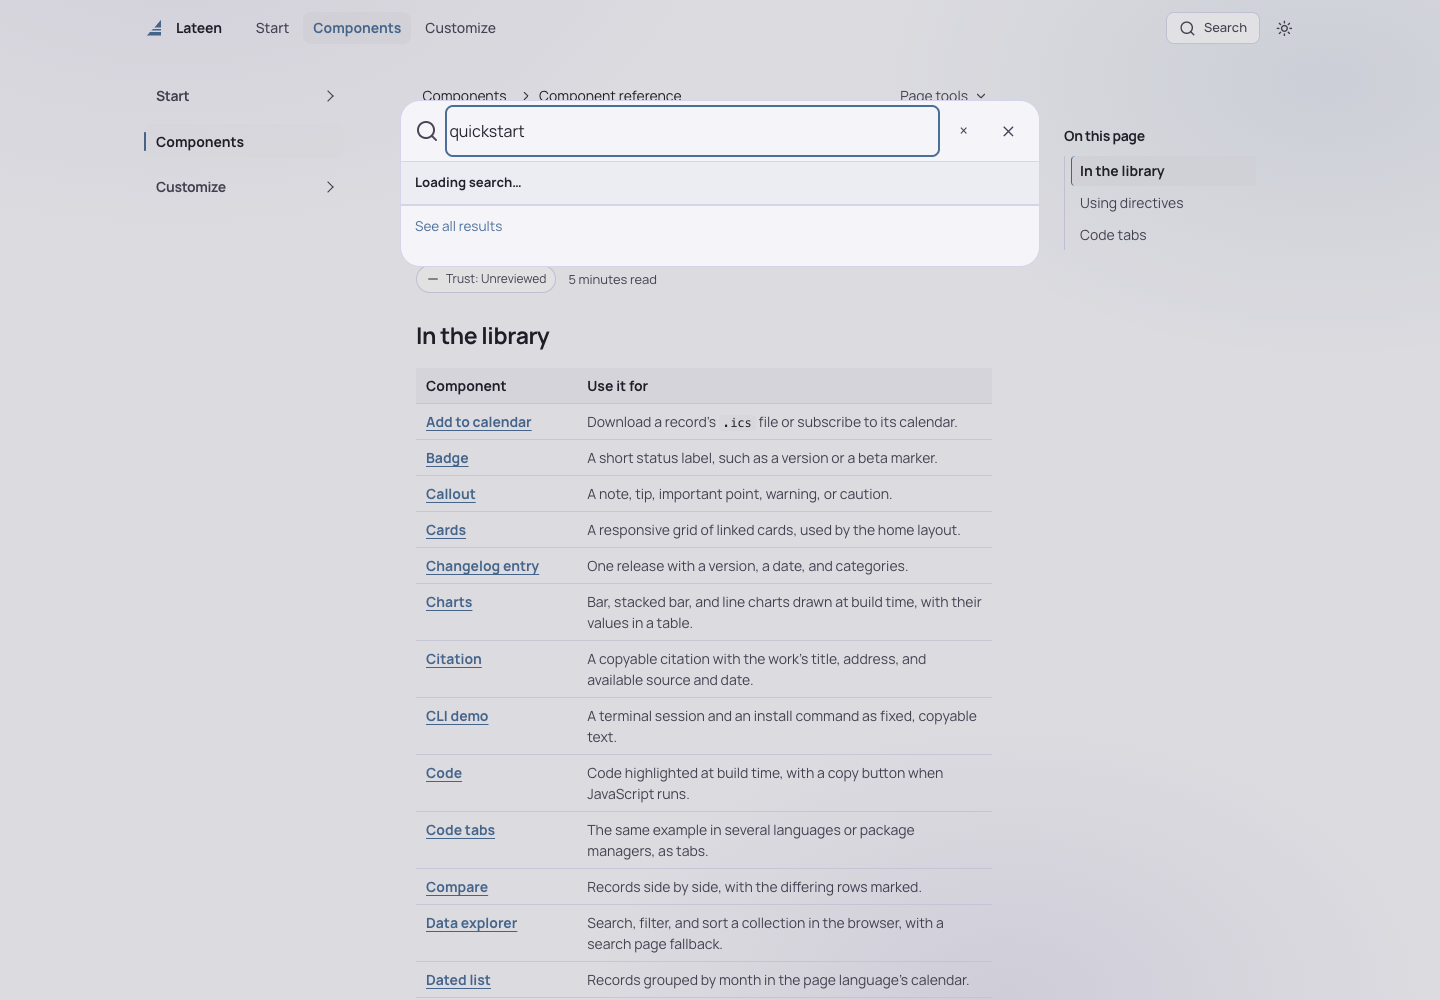 Lateen
Start
Components
Customize
Search
Start
Components
Customize
Components
Component reference
Page tools
quickstart
Loading search…
See all results
Trust: Unreviewed
5 minutes read
On this page
In the library
Using directives
Code tabs
In the library
Component
Use it for
Add to calendar
Download a record’s .ics file or subscribe to its calendar.
Badge
A short status label, such as a version or a beta marker.
Callout
A note, tip, important point, warning, or caution.
Cards
A responsive grid of linked cards, used by the home layout.
Changelog entry
One release with a version, a date, and categories.
Charts
Bar, stacked bar, and line charts drawn at build time, with their
values in a table.
Citation
A copyable citation with the work’s title, address, and
available source and date.
CLI demo
A terminal session and an install command as fixed, copyable
text.
Code
Code highlighted at build time, with a copy button when
JavaScript runs.
Code tabs
The same example in several languages or package
managers, as tabs.
Compare
Records side by side, with the differing rows marked.
Data explorer
Search, filter, and sort a collection in the browser, with a
search page fallback.
Dated list
Records grouped by month in the page language’s calendar.